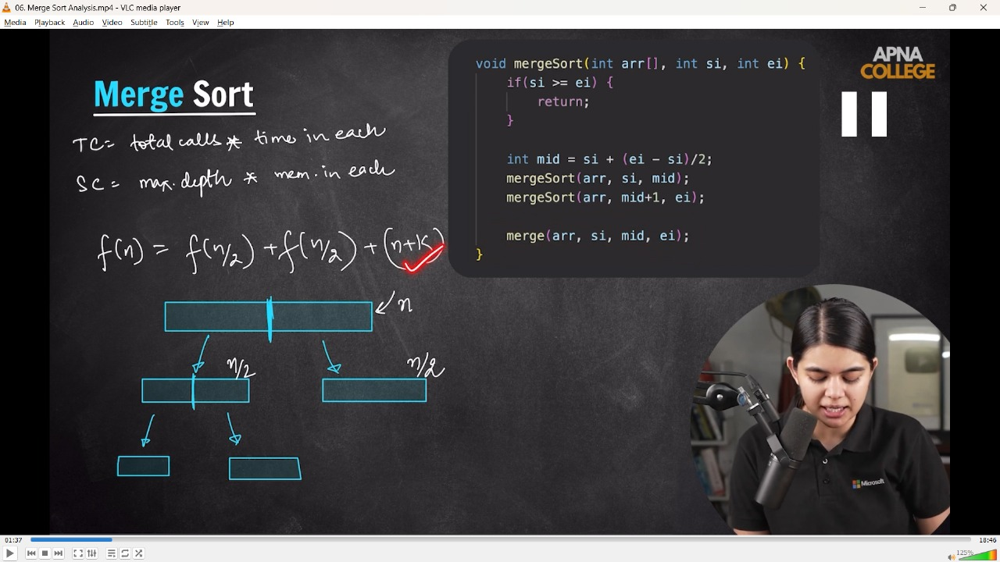 06. Merge Sort Analysis.mp4 - VLC media player
Media Playback Audio Video Subtitle Tools View Help
APNA
COLLEGE
Merge Sort
TC = total calls * time in each
SC = max. depth * mem. in each
f(n) = f(n/2) + f(n/2) + (n+K)
n
n/2 n/2
void mergeSort(int arr[], int si, int ei) {
if(si >= ei) {
return;
}
int mid = si + (ei - si)/2;
mergeSort(arr, si, mid);
mergeSort(arr, mid+1, ei);
merge(arr, si, mid, ei);
}
Microsoft
01:37 18:46
125%